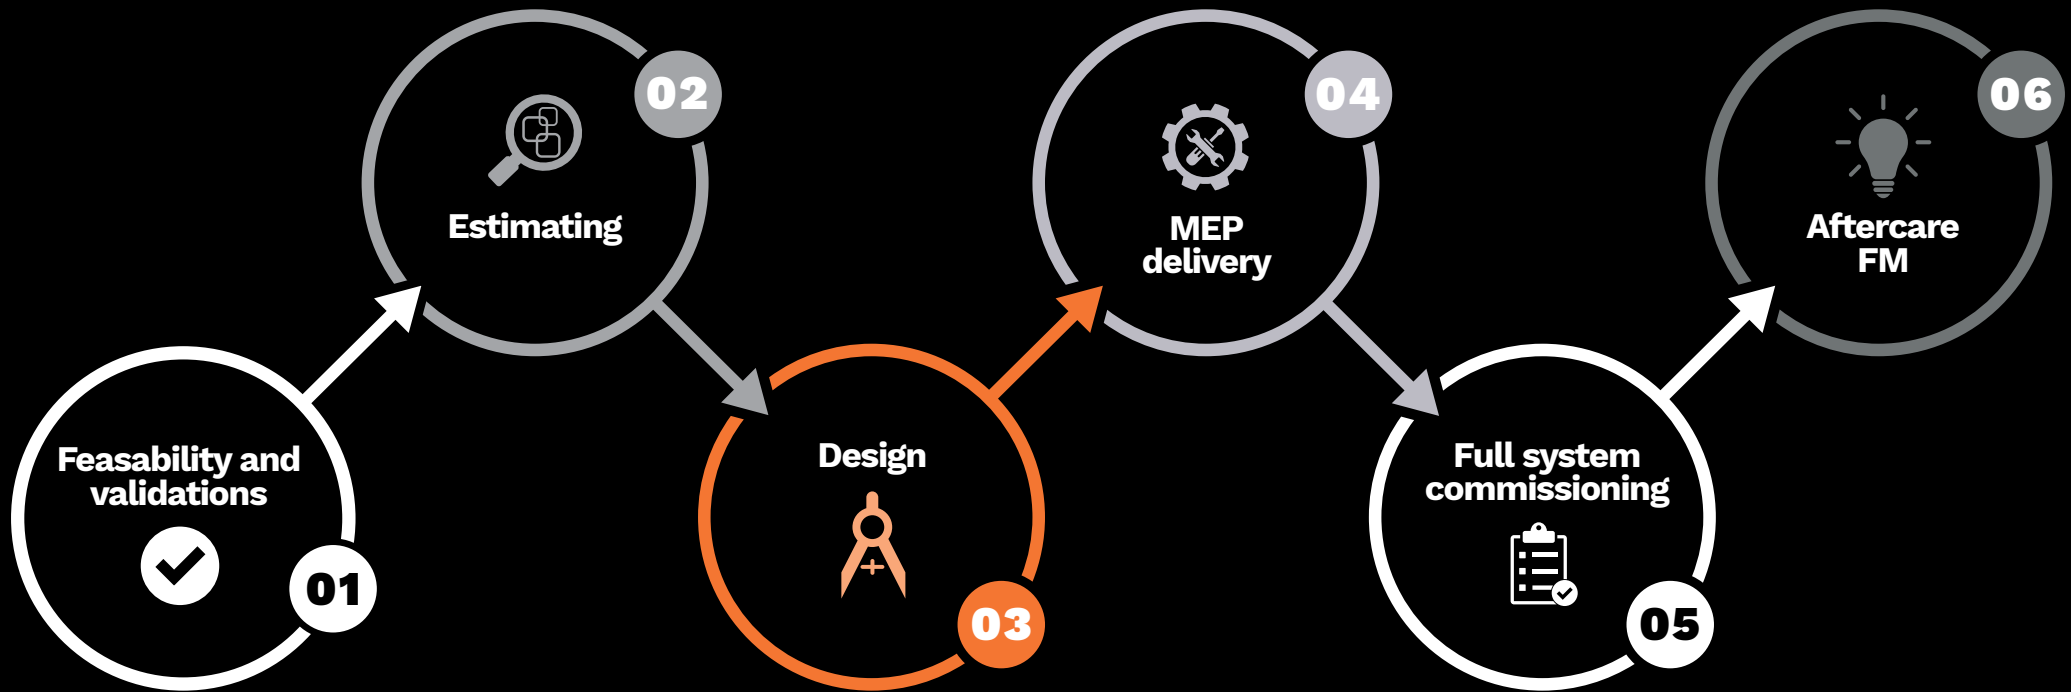 01
Feasability and
validations
02
Estimating
03
Design
04
MEP
delivery
05
Full system
commissioning
06
Aftercare
FM